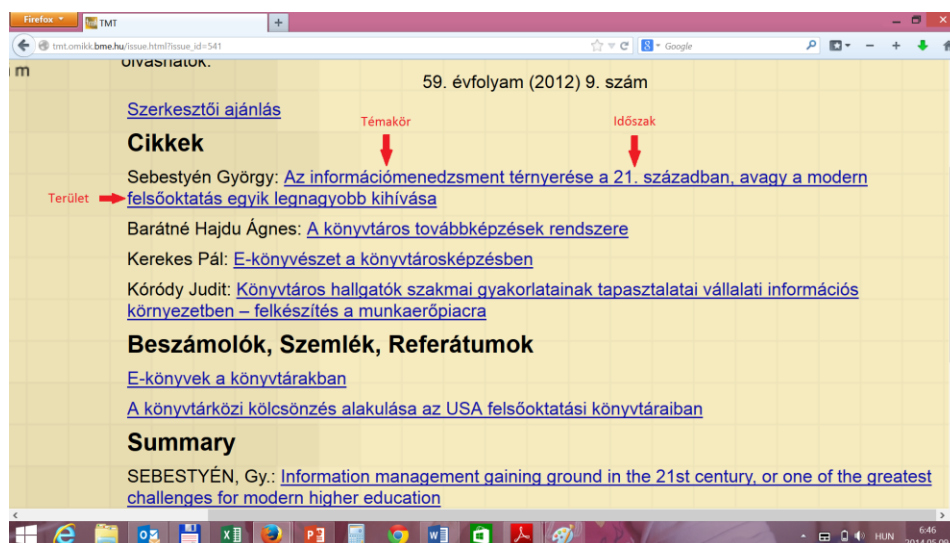 Firefox
TMT
tmt.omikk.bme.hu/issue.html?issue_id=541
Google
m
olvashatók.
59. évfolyam (2012) 9. szám
Szerkesztői ajánlás
Témakör
Időszak
Cikkek
Sebestyén György: Az információmenedzsment térnyerése a 21. században, avagy a modern
Terület
felsőoktatás egyik legnagyobb kihívása
Barátné Hajdu Ágnes: A könyvtáros továbbképzések rendszere
Kerekes Pál: E-könyvészet a könyvtárosképzésben
Kóródy Judit: Könyvtáros hallgatók szakmai gyakorlatainak tapasztalatai vállalati információs
környezetben – felkészítés a munkaerőpiacra
Beszámolók, Szemlék, Referátumok
E-könyvek a könyvtárakban
A könyvtárközi kölcsönzés alakulása az USA felsőoktatási könyvtáraiban
Summary
SEBESTYÉN, Gy.: Information management gaining ground in the 21st century, or one of the greatest
challenges for modern higher education
HUN
6:46
2014.05.09